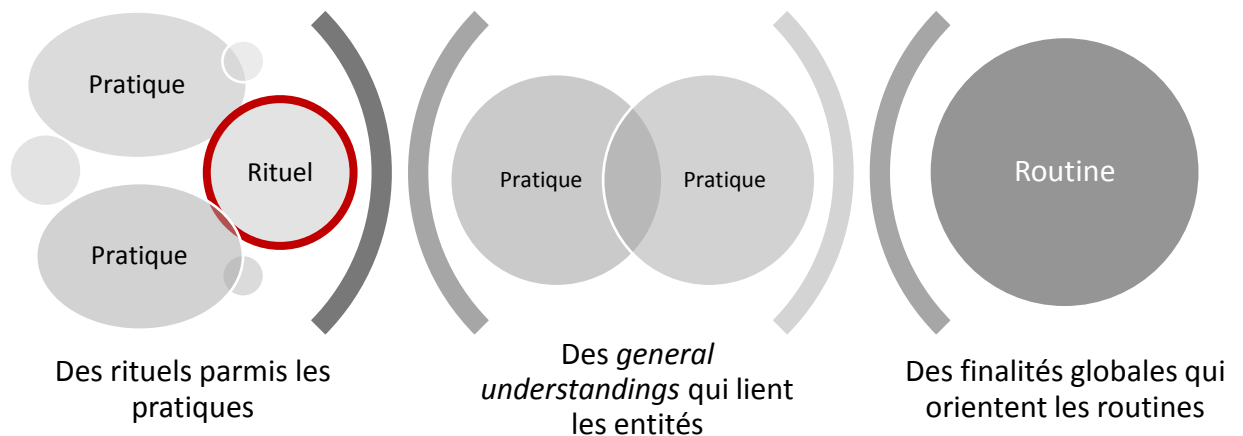 Pratique
Rituel
Pratique
Des rituels parmis les
pratiques
Pratique
Pratique
Des general
understandings qui lient
les entités
Routine
Des finalités globales qui
orientent les routines